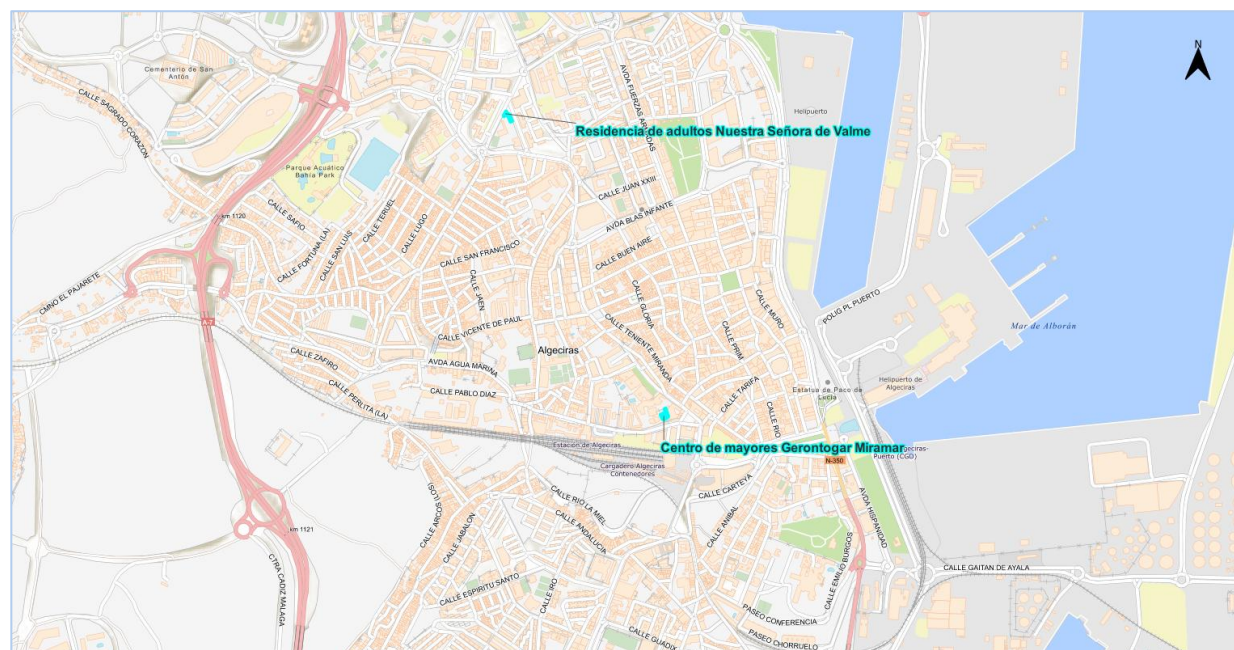 N
Cementerio de San
Antón
CALLE SAGRADO CORAZON
AVDA FUERZAS ARMADAS
Helipuerto
Residencia de adultos Nuestra Señora de Valme
Parque Acuático
Bahía Park
CALLE JUAN XXIII
CALLE TERUEL
CALLE LUGO
CALLE SAFIO
km 1120
AVDA BLAS INFANTE
CALLE FORTUNA (LA)
CALLE SAN LUIS
CALLE SAN FRANCISCO
CALLE BUEN AIRE
CMNO EL PAJARETE
CALLE JAEN
CALLE GLORIA
CALLE MURO
POLIG PL PUERTO
A-7
CALLE VICENTE DE PAUL
CALLE TENIENTE MIRANDA
CALLE PRIM
Mar de Alborán
CALLE ZAFIRO
AVDA AGUA MARINA
Algeciras
CALLE PERLITA (LA)
CALLE PABLO DIAZ
CALLE TARIFA
Estatua de Paco de
Lucía
Helipuerto de
Algeciras
CALLE RIO
Estación de Algeciras
Centro de mayores Gerontogar Miramar
Puerto (CGD)
Cargadero Algeciras
Contenedores
N-350
CALLE ARCOS (LOS)
CALLE RIO LA MIEL
CALLE CARTEYA
AVDA HISPANIDAD
km 1121
CALLE JABALON
CALLE ANDALUCIA
CALLE ANIBAL
CTRA CADIZ MALAGA
CALLE ESPIRITU SANTO
CALLE IRO
CALLE EMILIO BURGOS
CALLE GAITAN DE AYALA
PASEO CONFERENCIA
CALLE GUADIX
PASEO CHORRUELO